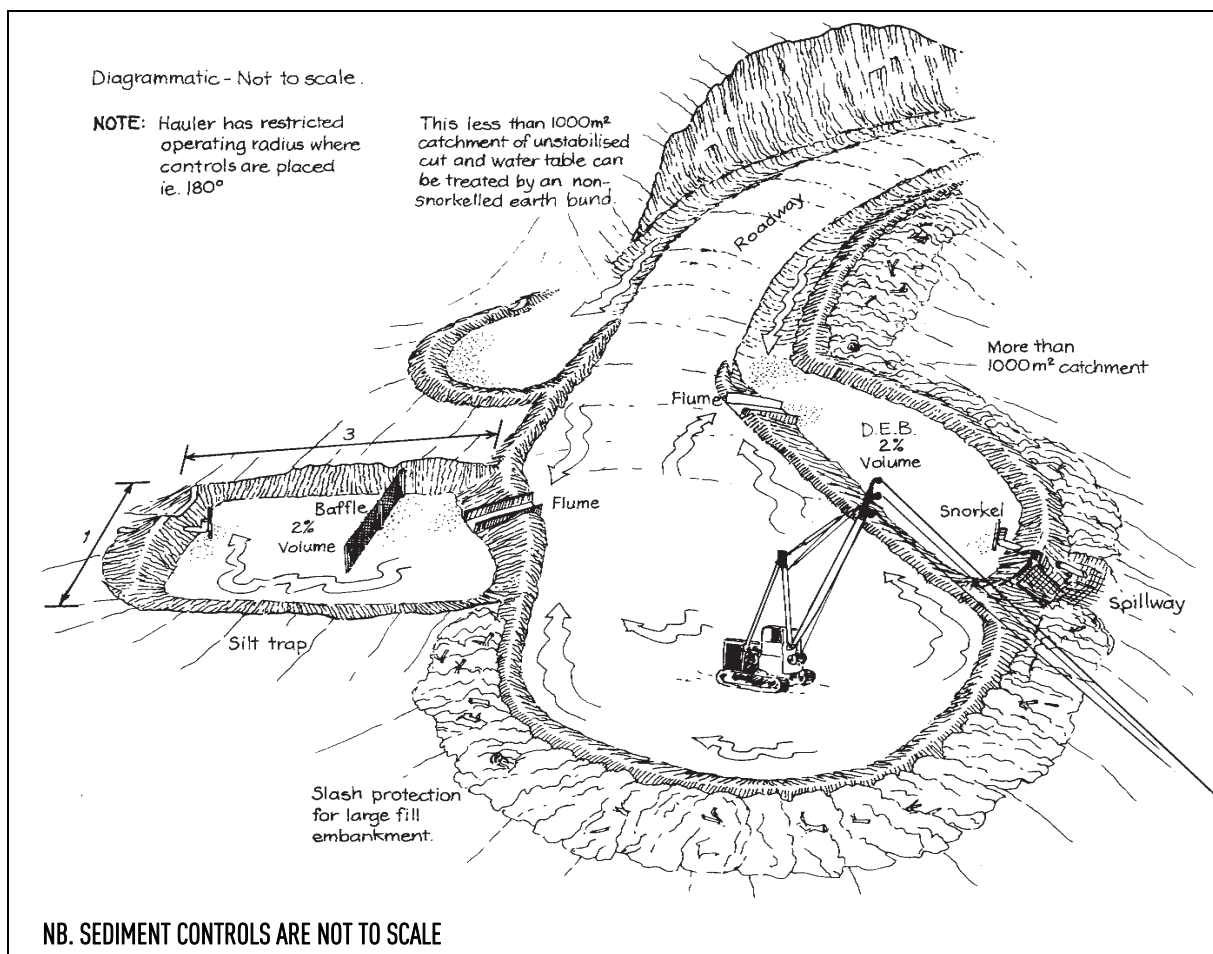 Diagrammatic - Not to scale.
NOTE: Hauler has restricted
operating radius where
controls are placed
ie. 180°
This less than 1000m²
catchment of unstabilised
cut and water table can
be treated by an non-
snorkelled earth bund.
Roadway
More than
1000m² catchment
Flume
D.E.B.
2%
Volume
3
Baffle
2%
Volume
Flume
Snorkel
1
Spillway
Silt trap
Slash protection
for large fill
embankment.
NB. SEDIMENT CONTROLS ARE NOT TO SCALE